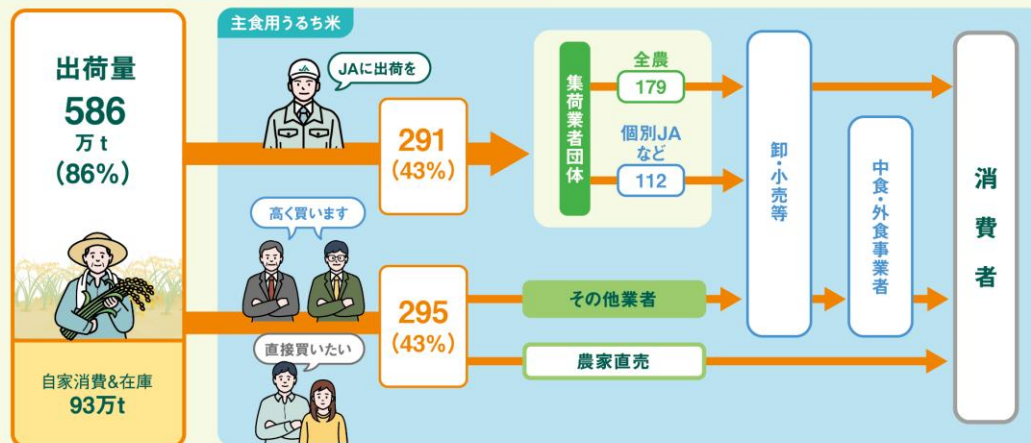 主食用うるち米
出荷量
586
万t
(86%)
自家消費&在庫
93万t
JAに出荷を
291
(43%)
集荷業者団体
全農
179
個別JA
など
112
高く買います
295
(43%)
直接買いたい
その他業者
農家直売
卸・小売等
中食・外食事業者
消費者